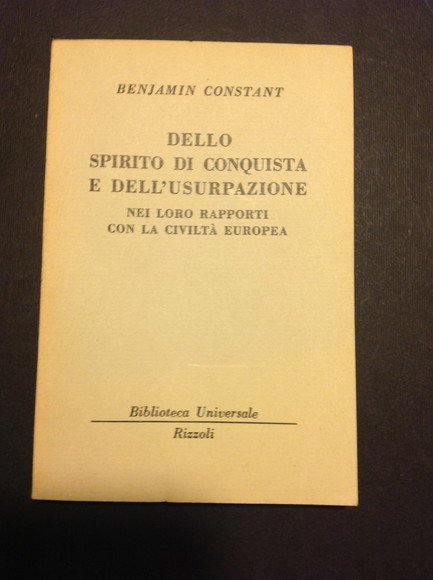 BENJAMIN CONSTANT
DELLO
SPIRITO DI CONQUISTA
E DELL'USURPAZIONE
NEI LORO RAPPORTI
CON LA CIVILTÀ EUROPEA
Biblioteca Universale
Rizzoli